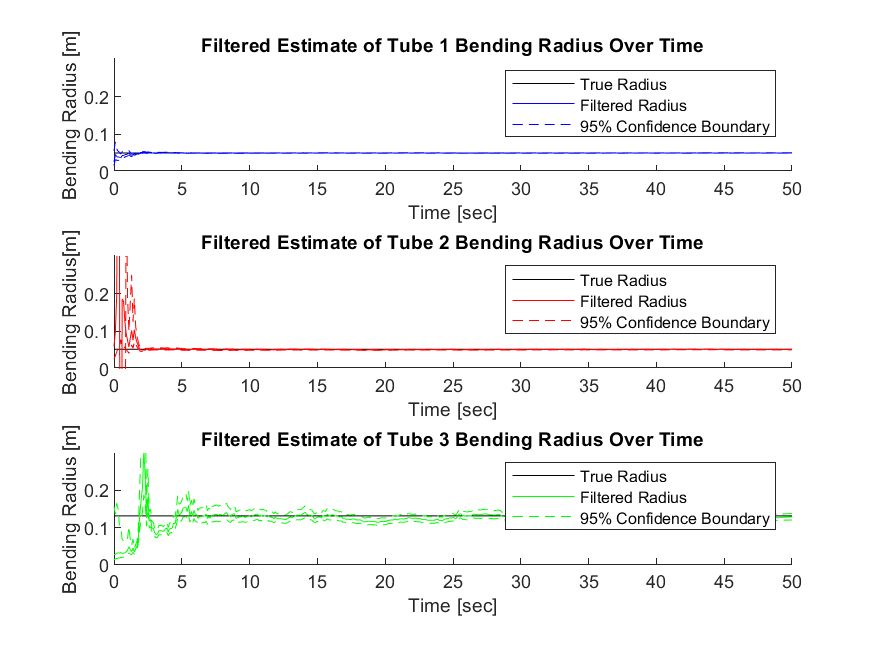 Filtered Estimate of Tube 1 Bending Radius Over Time
Bending Radius [m]
0.2
0.1
0
True Radius
Filtered Radius
95% Confidence Boundary
0 5 10 15 20 25 30 35 40 45 50
Time [sec]
Filtered Estimate of Tube 2 Bending Radius Over Time
Bending Radius[m]
0.2
0.1
0
True Radius
Filtered Radius
95% Confidence Boundary
0 5 10 15 20 25 30 35 40 45 50
Time [sec]
Filtered Estimate of Tube 3 Bending Radius Over Time
Bending Radius [m]
0.2
0.1
0
True Radius
Filtered Radius
95% Confidence Boundary
0 5 10 15 20 25 30 35 40 45 50
Time [sec]